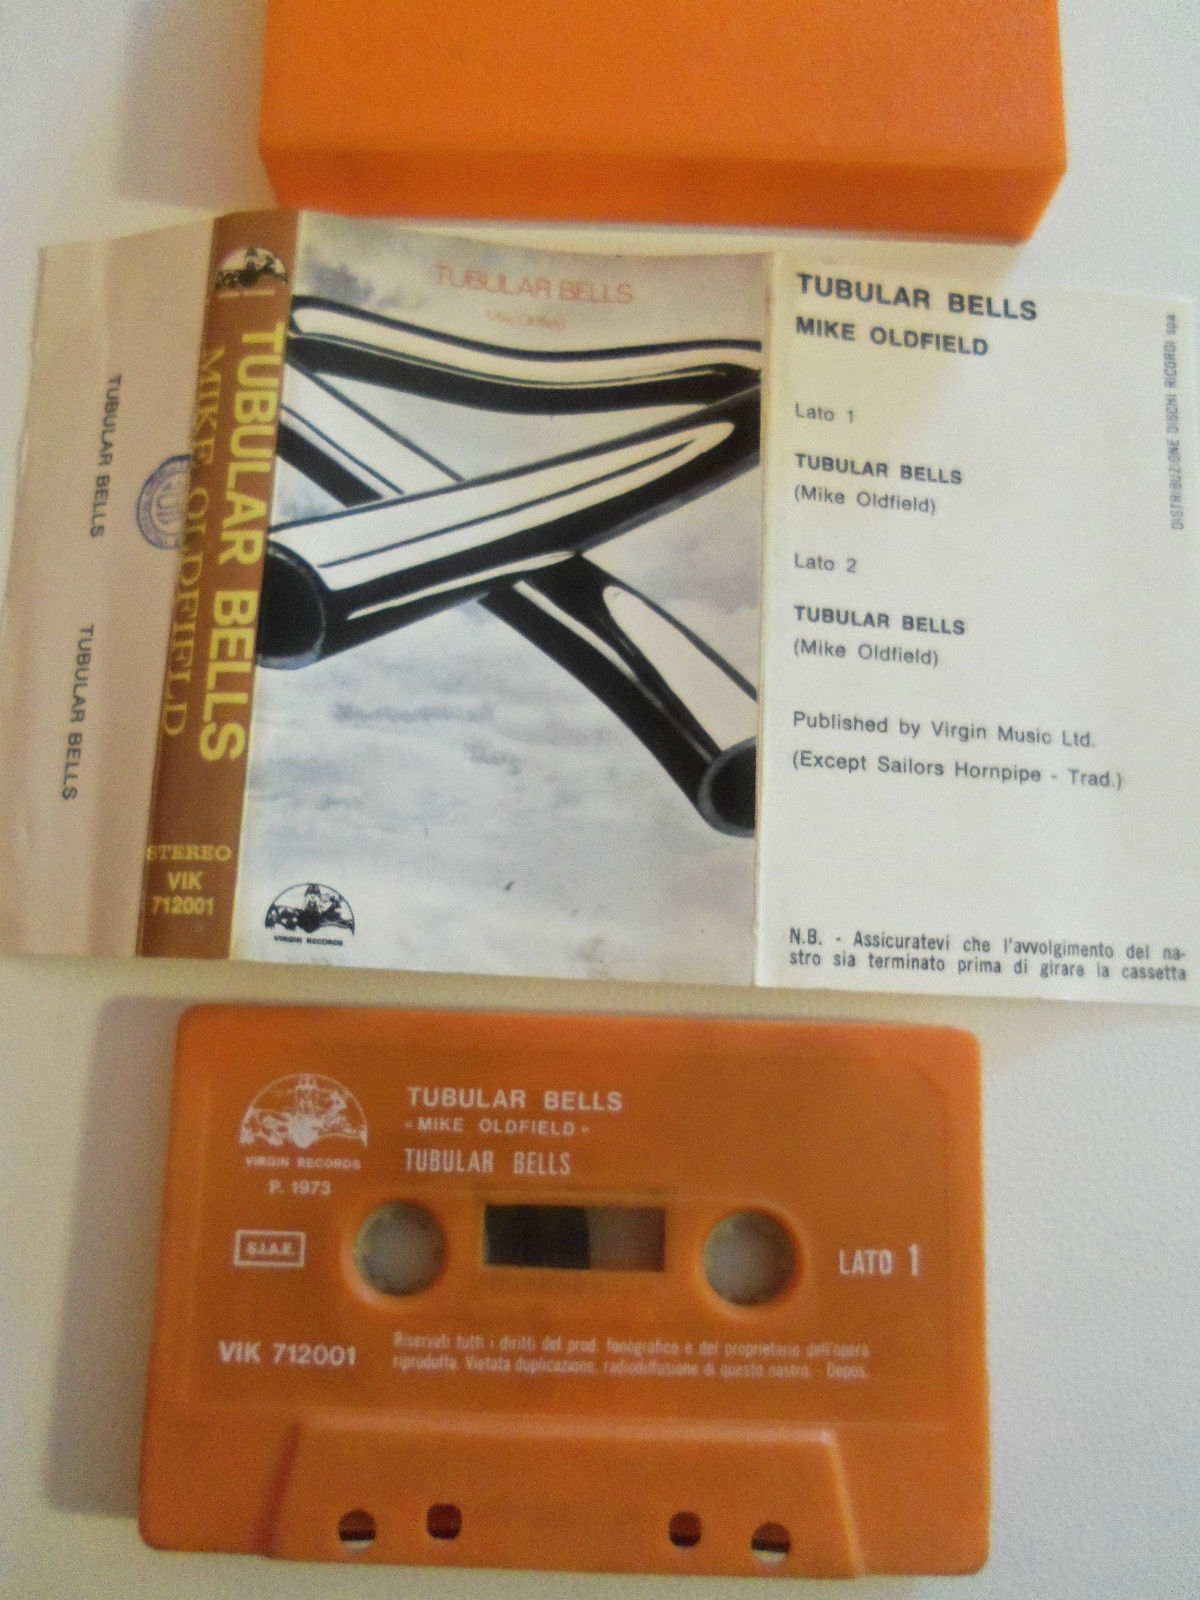 TUBULAR BELLS
TUBULAR BELLS
TUBULAR BELLS
MIKE OLDFIELD
STEREO
VIK
712001
TUBULAR BELLS
Mike Oldfield
VIRGIN RECORDS
TUBULAR BELLS
MIKE OLDFIELD
Lato 1
TUBULAR BELLS
(Mike Oldfield)
Lato 2
TUBULAR BELLS
(Mike Oldfield)
Published by Virgin Music Ltd.
(Except Sailors Hornpipe - Trad.)
N.B. - Assicuratevi che l'avvolgimento del na-
stro sia terminato prima di girare la cassetta
DISTRIBUZIONE DISCHI RICORDI spa
VIRGIN RECORDS
P. 1973
TUBULAR BELLS
«MIKE OLDFIELD»
TUBULAR BELLS
S.I.A.E.
LATO 1
VIK 712001
Riservati tutti i diritti del prod. fonografico e del proprietario dell'opera
riprodotta. Vietata duplicazione, radiodiffusione di questo nastro. - Depos.